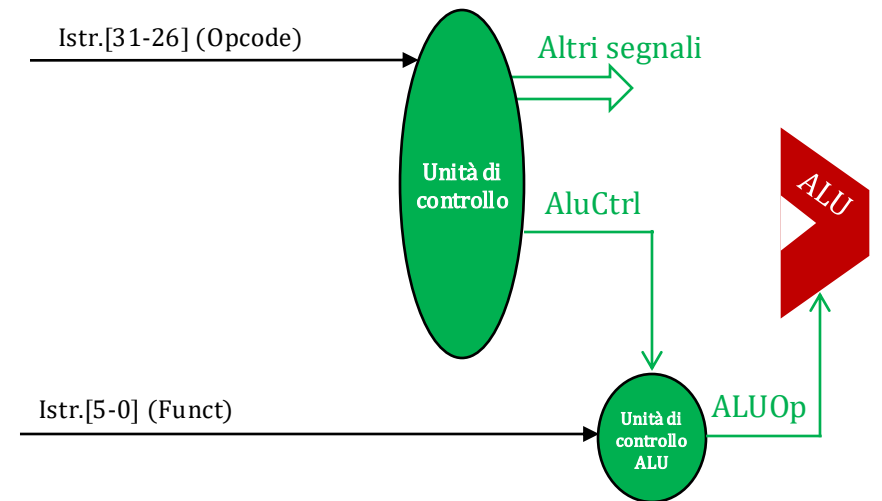 Istr.[31-26] (Opcode)
Altri segnali
Unità di
controllo
AluCtrl
ALU
Istr.[5-0] (Funct)
Unità di
controllo
ALU
ALUOp